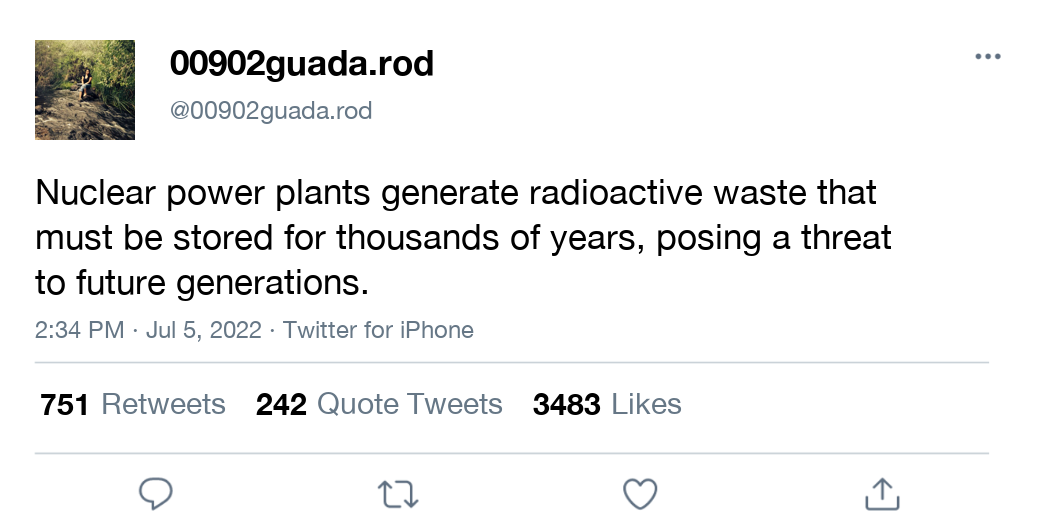 00902guada.rod
@00902guada.rod
Nuclear power plants generate radioactive waste that
must be stored for thousands of years, posing a threat
to future generations.
2:34 PM · Jul 5, 2022 · Twitter for iPhone
751 Retweets 242 Quote Tweets 3483 Likes